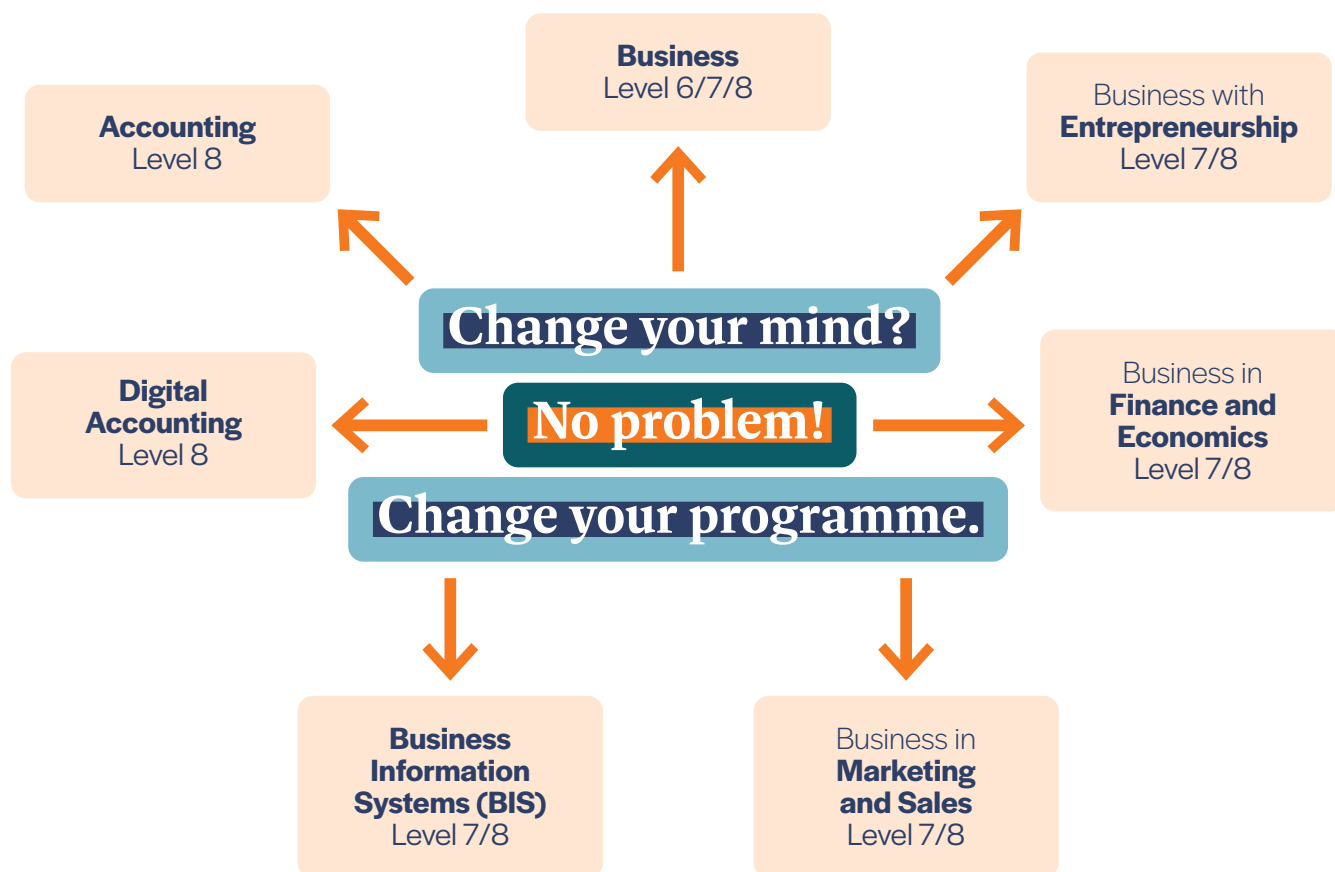 Business
Level 6/7/8
Accounting
Level 8
Business with
Entrepreneurship
Level 7/8
Change your mind?
No problem!
Change your programme.
Digital
Accounting
Level 8
Business in
Finance and
Economics
Level 7/8
Business
Information
Systems (BIS)
Level 7/8
Business in
Marketing
and Sales
Level 7/8